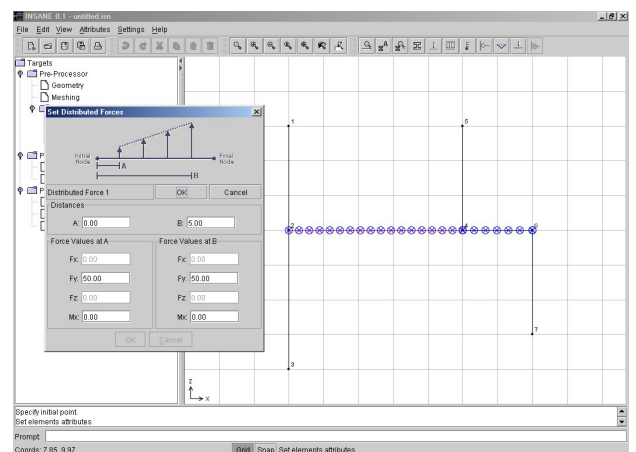 INSANE 0.1 - untitled.isn
File Edit View Attributes Settings Help
Targets
Pre-Processor
Geometry
Meshing
Set Distributed Forces
Initial Node
Final Node
A
B
Distributed Force 1
OK
Cancel
Distances
A: 0.00
B: 5.00
Force Values at A
Force Values at B
Fx: 0.00
Fx: 0.00
Fy: 50.00
Fy: 50.00
Fz: 0.00
Fz: 0.00
Mx: 0.00
Mx: 0.00
OK
Cancel
1
5
2
4
6
7
3
z
x
Specify initial point.
Set elements attributes
Prompt:
Coords: 7.85, 9.97
Grid
Snap
Set elements attributes